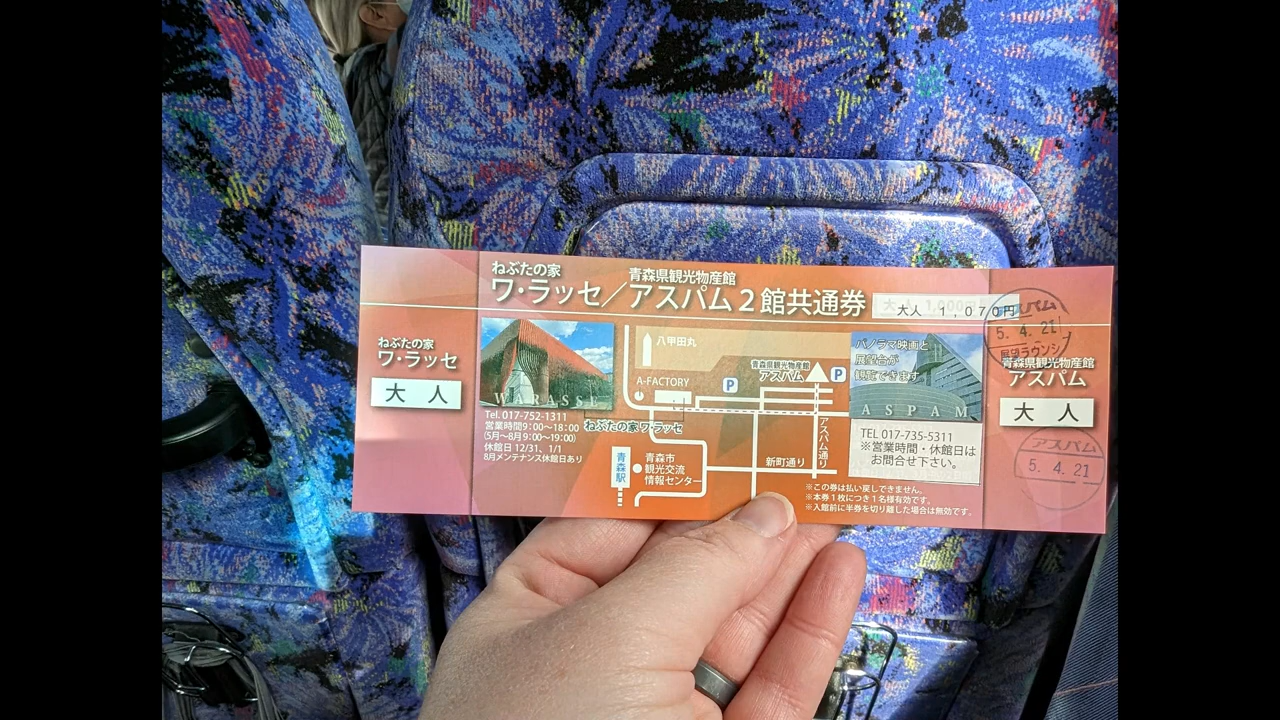 ねぶたの家
ワ・ラッセ
大 人
ねぶたの家 青森県観光物産館
ワ・ラッセ／アスパム２館共通券
大人 １，０７０円
WARASSE
Tel. 017-752-1311
営業時間9:00～18:00
(5月～8月9:00～19:00)
休館日 12/31、1/1
8月メンテナンス休館日あり
八甲田丸
A-FACTORY
P
青森県観光物産館
アスパム
P
ねぶたの家 ワ・ラッセ
青森駅
青森市
観光交流
情報センター
新町通り
アスパム通り
パノラマ映画と
展望台が
観覧できます
ASPAM
TEL 017-735-5311
※営業時間・休館日は
お問合せ下さい。
※この券は払い戻しできません。
※本券１枚につき１名様有効です。
※入館前に半券を切り離した場合は無効です。
5. 4. 21
青森県観光物産館
アスパム
大 人
アスパム
5. 4. 21